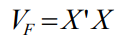 V_F = X'X